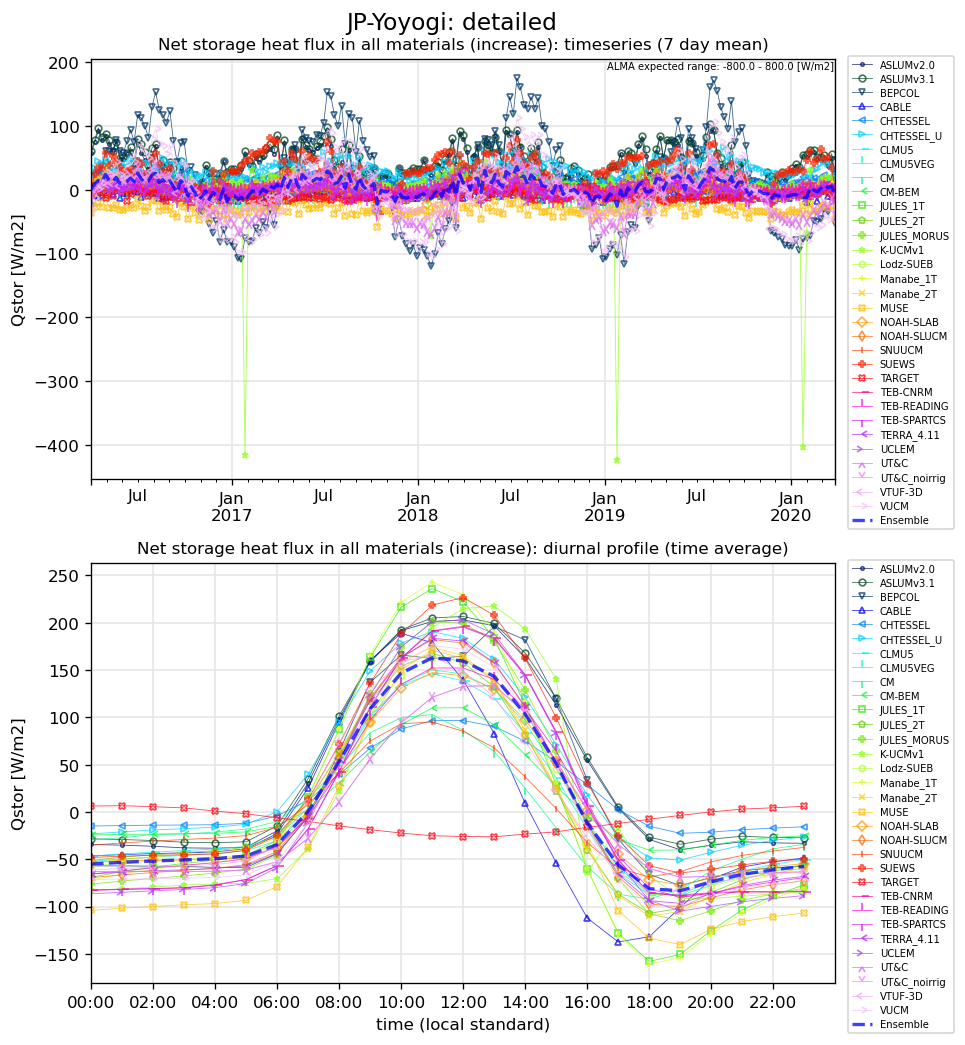 JP-Yoyogi: detailed
Net storage heat flux in all materials (increase): timeseries (7 day mean)
ALMA expected range: -800.0 - 800.0 [W/m2]
Qstor [W/m2]
200
100
0
−100
−200
−300
−400
Jul
Jan
2017
Jul
Jan
2018
Jul
Jan
2019
Jul
Jan
2020
ASLUMv2.0
ASLUMv3.1
BEPCOL
CABLE
CHTESSEL
CHTESSEL_U
CLMU5
CLMU5VEG
CM
CM-BEM
JULES_1T
JULES_2T
JULES_MORUS
K-UCMv1
Lodz-SUEB
Manabe_1T
Manabe_2T
MUSE
NOAH-SLAB
NOAH-SLUCM
SNUUCM
SUEWS
TARGET
TEB-CNRM
TEB-READING
TEB-SPARTCS
TERRA_4.11
UCLEM
UT&C
UT&C_noirrig
VTUF-3D
VUCM
Ensemble
Net storage heat flux in all materials (increase): diurnal profile (time average)
Qstor [W/m2]
250
200
150
100
50
0
−50
−100
−150
00:00
02:00
04:00
06:00
08:00
10:00
12:00
14:00
16:00
18:00
20:00
22:00
time (local standard)
ASLUMv2.0
ASLUMv3.1
BEPCOL
CABLE
CHTESSEL
CHTESSEL_U
CLMU5
CLMU5VEG
CM
CM-BEM
JULES_1T
JULES_2T
JULES_MORUS
K-UCMv1
Lodz-SUEB
Manabe_1T
Manabe_2T
MUSE
NOAH-SLAB
NOAH-SLUCM
SNUUCM
SUEWS
TARGET
TEB-CNRM
TEB-READING
TEB-SPARTCS
TERRA_4.11
UCLEM
UT&C
UT&C_noirrig
VTUF-3D
VUCM
Ensemble